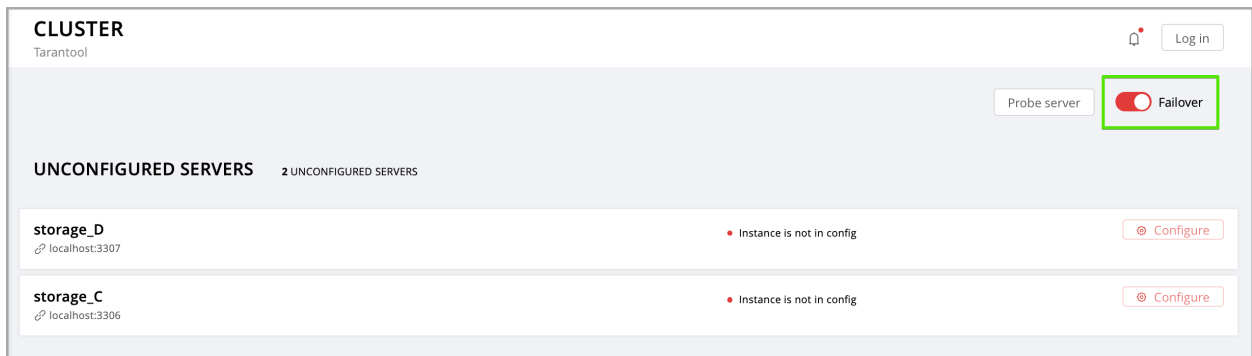 CLUSTER
Tarantool
Log in
Probe server
Failover
UNCONFIGURED SERVERS 2 UNCONFIGURED SERVERS
storage_D
localhost:3307
Instance is not in config
Configure
storage_C
localhost:3306
Instance is not in config
Configure